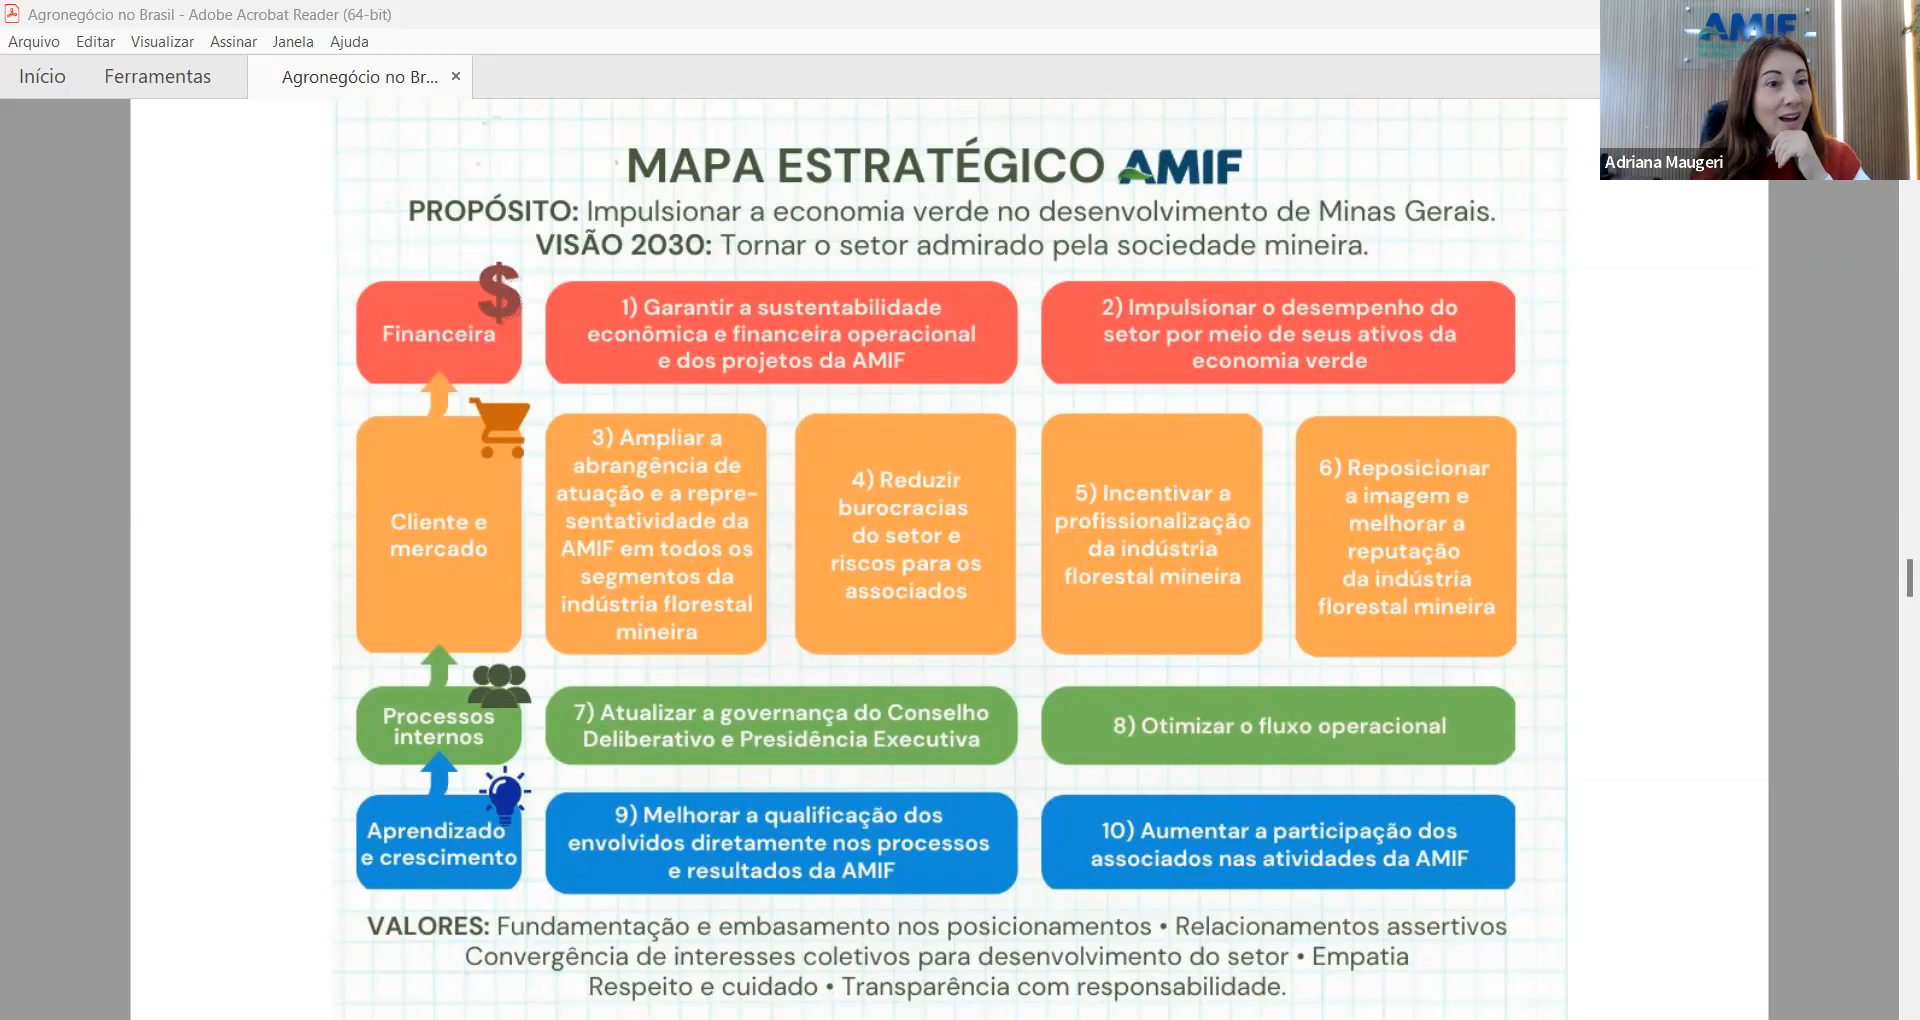 Agronegócio no Brasil - Adobe Acrobat Reader (64-bit)
Arquivo Editar Visualizar Assinar Janela Ajuda
Início Ferramentas Agronegócio no Br... ×
AMIF
Adriana Maugeri
MAPA ESTRATÉGICO AMIF
PROPÓSITO: Impulsionar a economia verde no desenvolvimento de Minas Gerais.
VISÃO 2030: Tornar o setor admirado pela sociedade mineira.
$
Financeira
1) Garantir a sustentabilidade
econômica e financeira operacional
e dos projetos da AMIF
2) Impulsionar o desempenho do
setor por meio de seus ativos da
economia verde
Cliente e
mercado
3) Ampliar a
abrangência de
atuação e a repre-
sentatividade da
AMIF em todos os
segmentos da
indústria florestal
mineira
4) Reduzir
burocracias
do setor e
riscos para os
associados
5) Incentivar a
profissionalização
da indústria
florestal mineira
6) Reposicionar
a imagem e
melhorar a
reputação
da indústria
florestal mineira
Processos
internos
7) Atualizar a governança do Conselho
Deliberativo e Presidência Executiva
8) Otimizar o fluxo operacional
Aprendizado
e crescimento
9) Melhorar a qualificação dos
envolvidos diretamente nos processos
e resultados da AMIF
10) Aumentar a participação dos
associados nas atividades da AMIF
VALORES: Fundamentação e embasamento nos posicionamentos • Relacionamentos assertivos
Convergência de interesses coletivos para desenvolvimento do setor • Empatia
Respeito e cuidado • Transparência com responsabilidade.